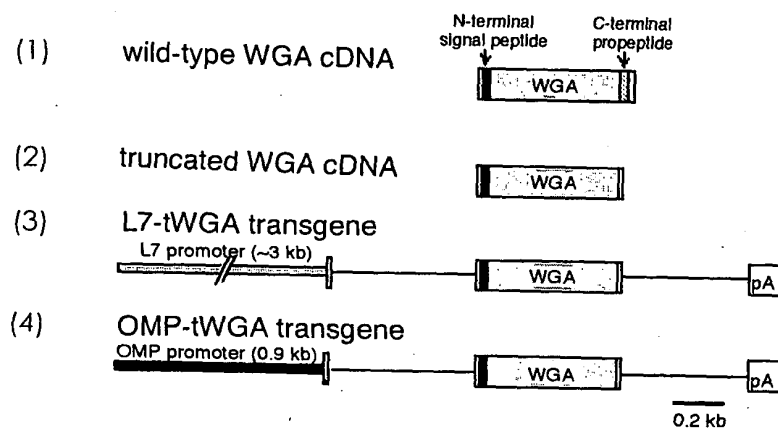 N-terminal signal peptide
C-terminal propeptide
(1) wild-type WGA cDNA
WGA
(2) truncated WGA cDNA
WGA
(3) L7-tWGA transgene
L7 promoter (~3 kb)
WGA
pA
(4) OMP-tWGA transgene
OMP promoter (0.9 kb)
WGA
pA
0.2 kb